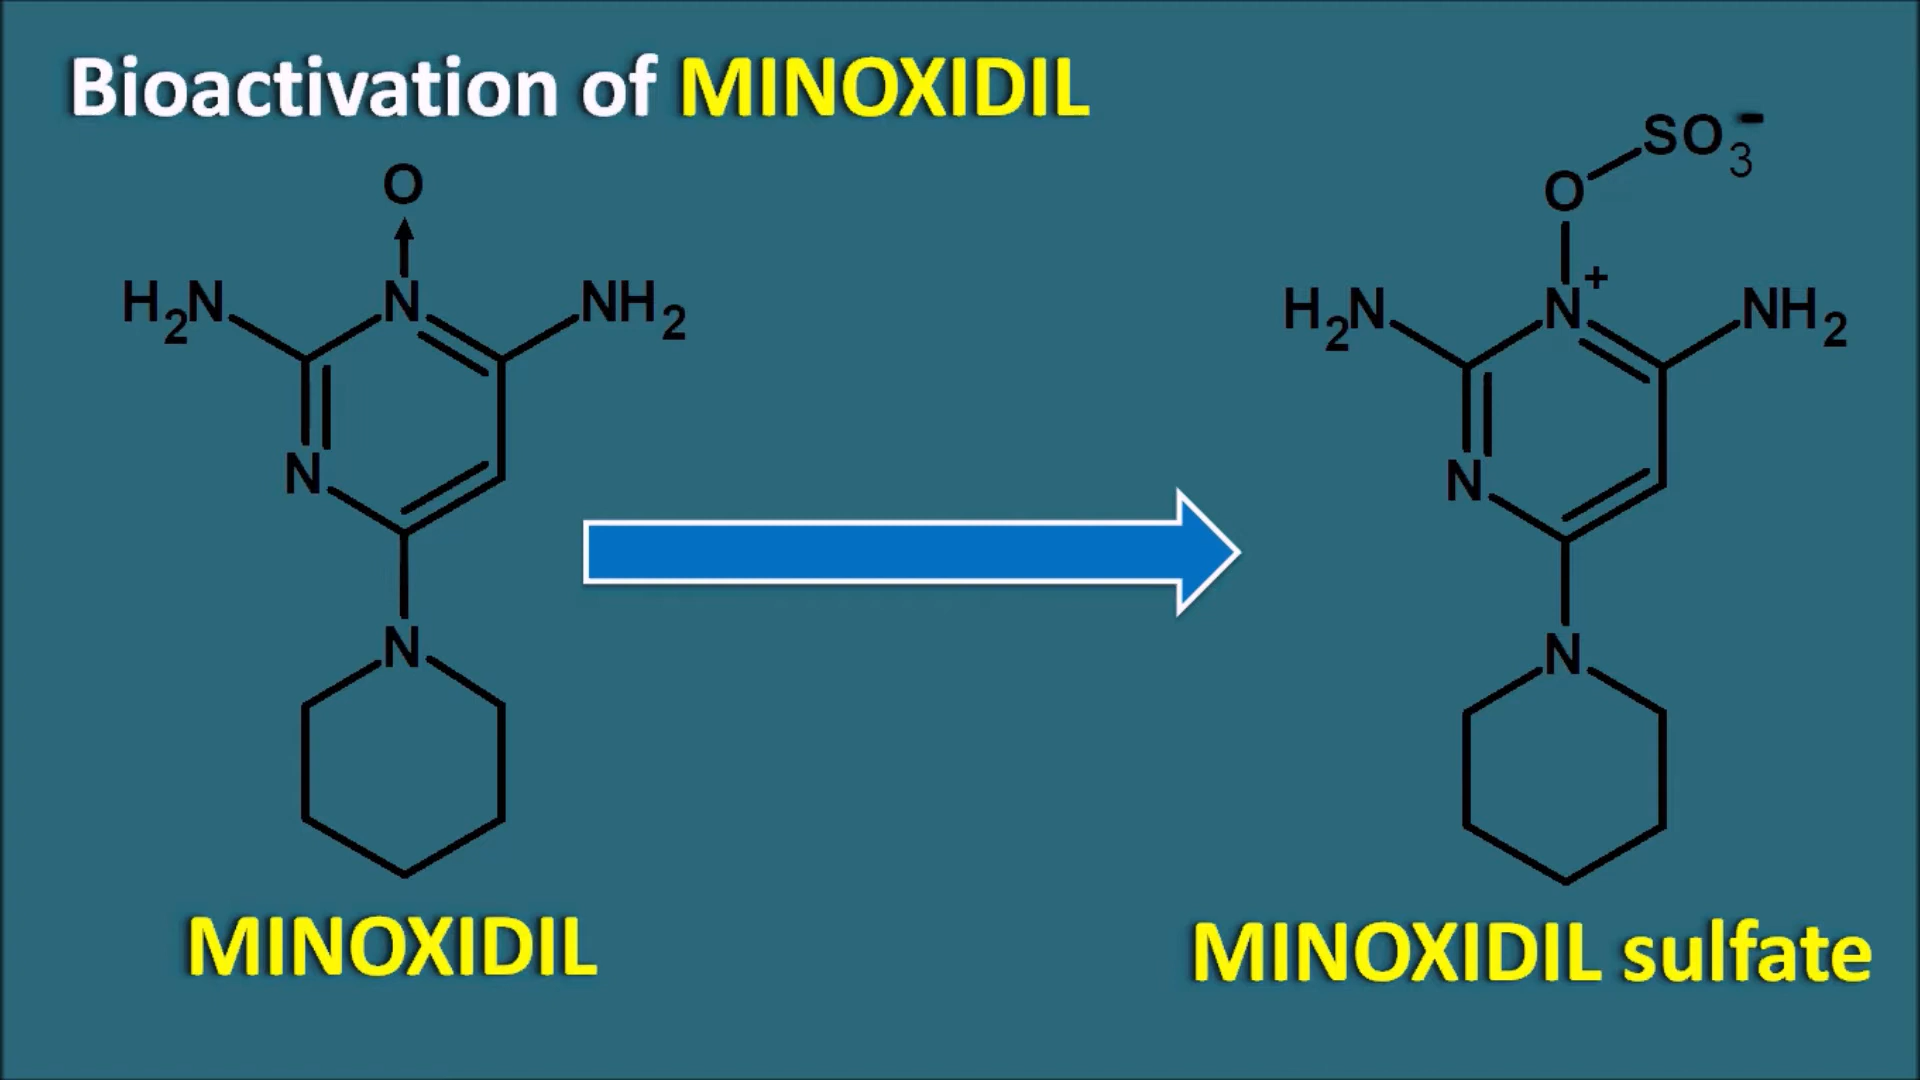 Bioactivation of MINOXIDIL
O
H2N
N
NH2
N
N
MINOXIDIL
SO3-
O
H2N
N+
NH2
N
N
MINOXIDIL sulfate